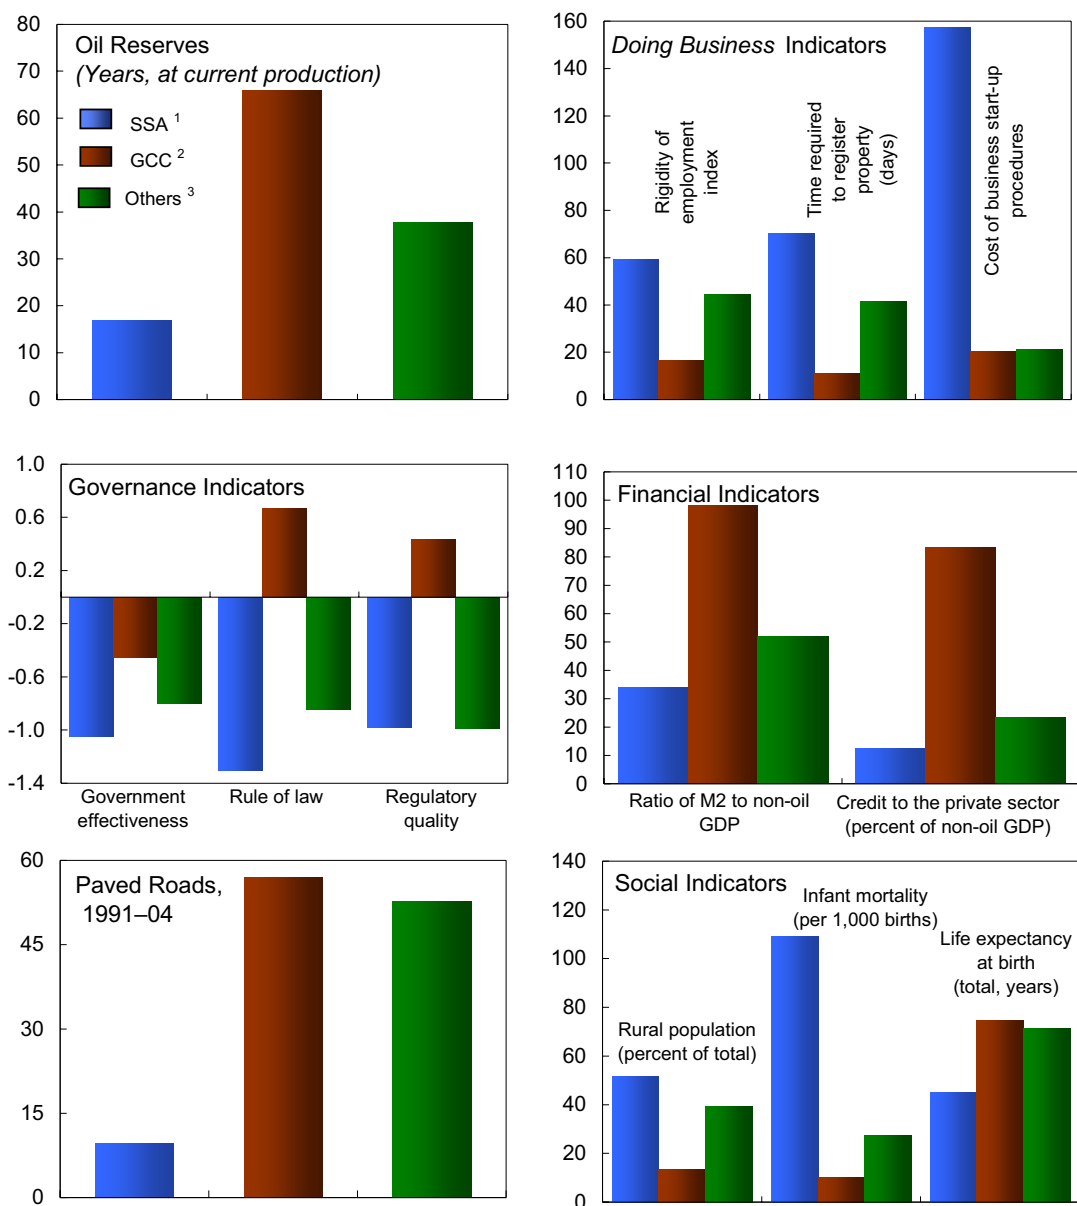 Oil Reserves
(Years, at current production)
SSA 1
GCC 2
Others 3
80
70
60
50
40
30
20
10
0
Doing Business Indicators
Rigidity of
employment
index
Time required
to register
property
(days)
Cost of business start-up
procedures
160
140
120
100
80
60
40
20
0
Governance Indicators
1.0
0.6
0.2
-0.2
-0.6
-1.0
-1.4
Government
effectiveness
Rule of law
Regulatory
quality
Financial Indicators
110
100
90
80
70
60
50
40
30
20
10
0
Ratio of M2 to non-oil
GDP
Credit to the private sector
(percent of non-oil GDP)
Paved Roads,
1991–04
60
45
30
15
0
Social Indicators
Infant mortality
(per 1,000 births)
Life expectancy
at birth
(total, years)
Rural population
(percent of total)
140
120
100
80
60
40
20
0